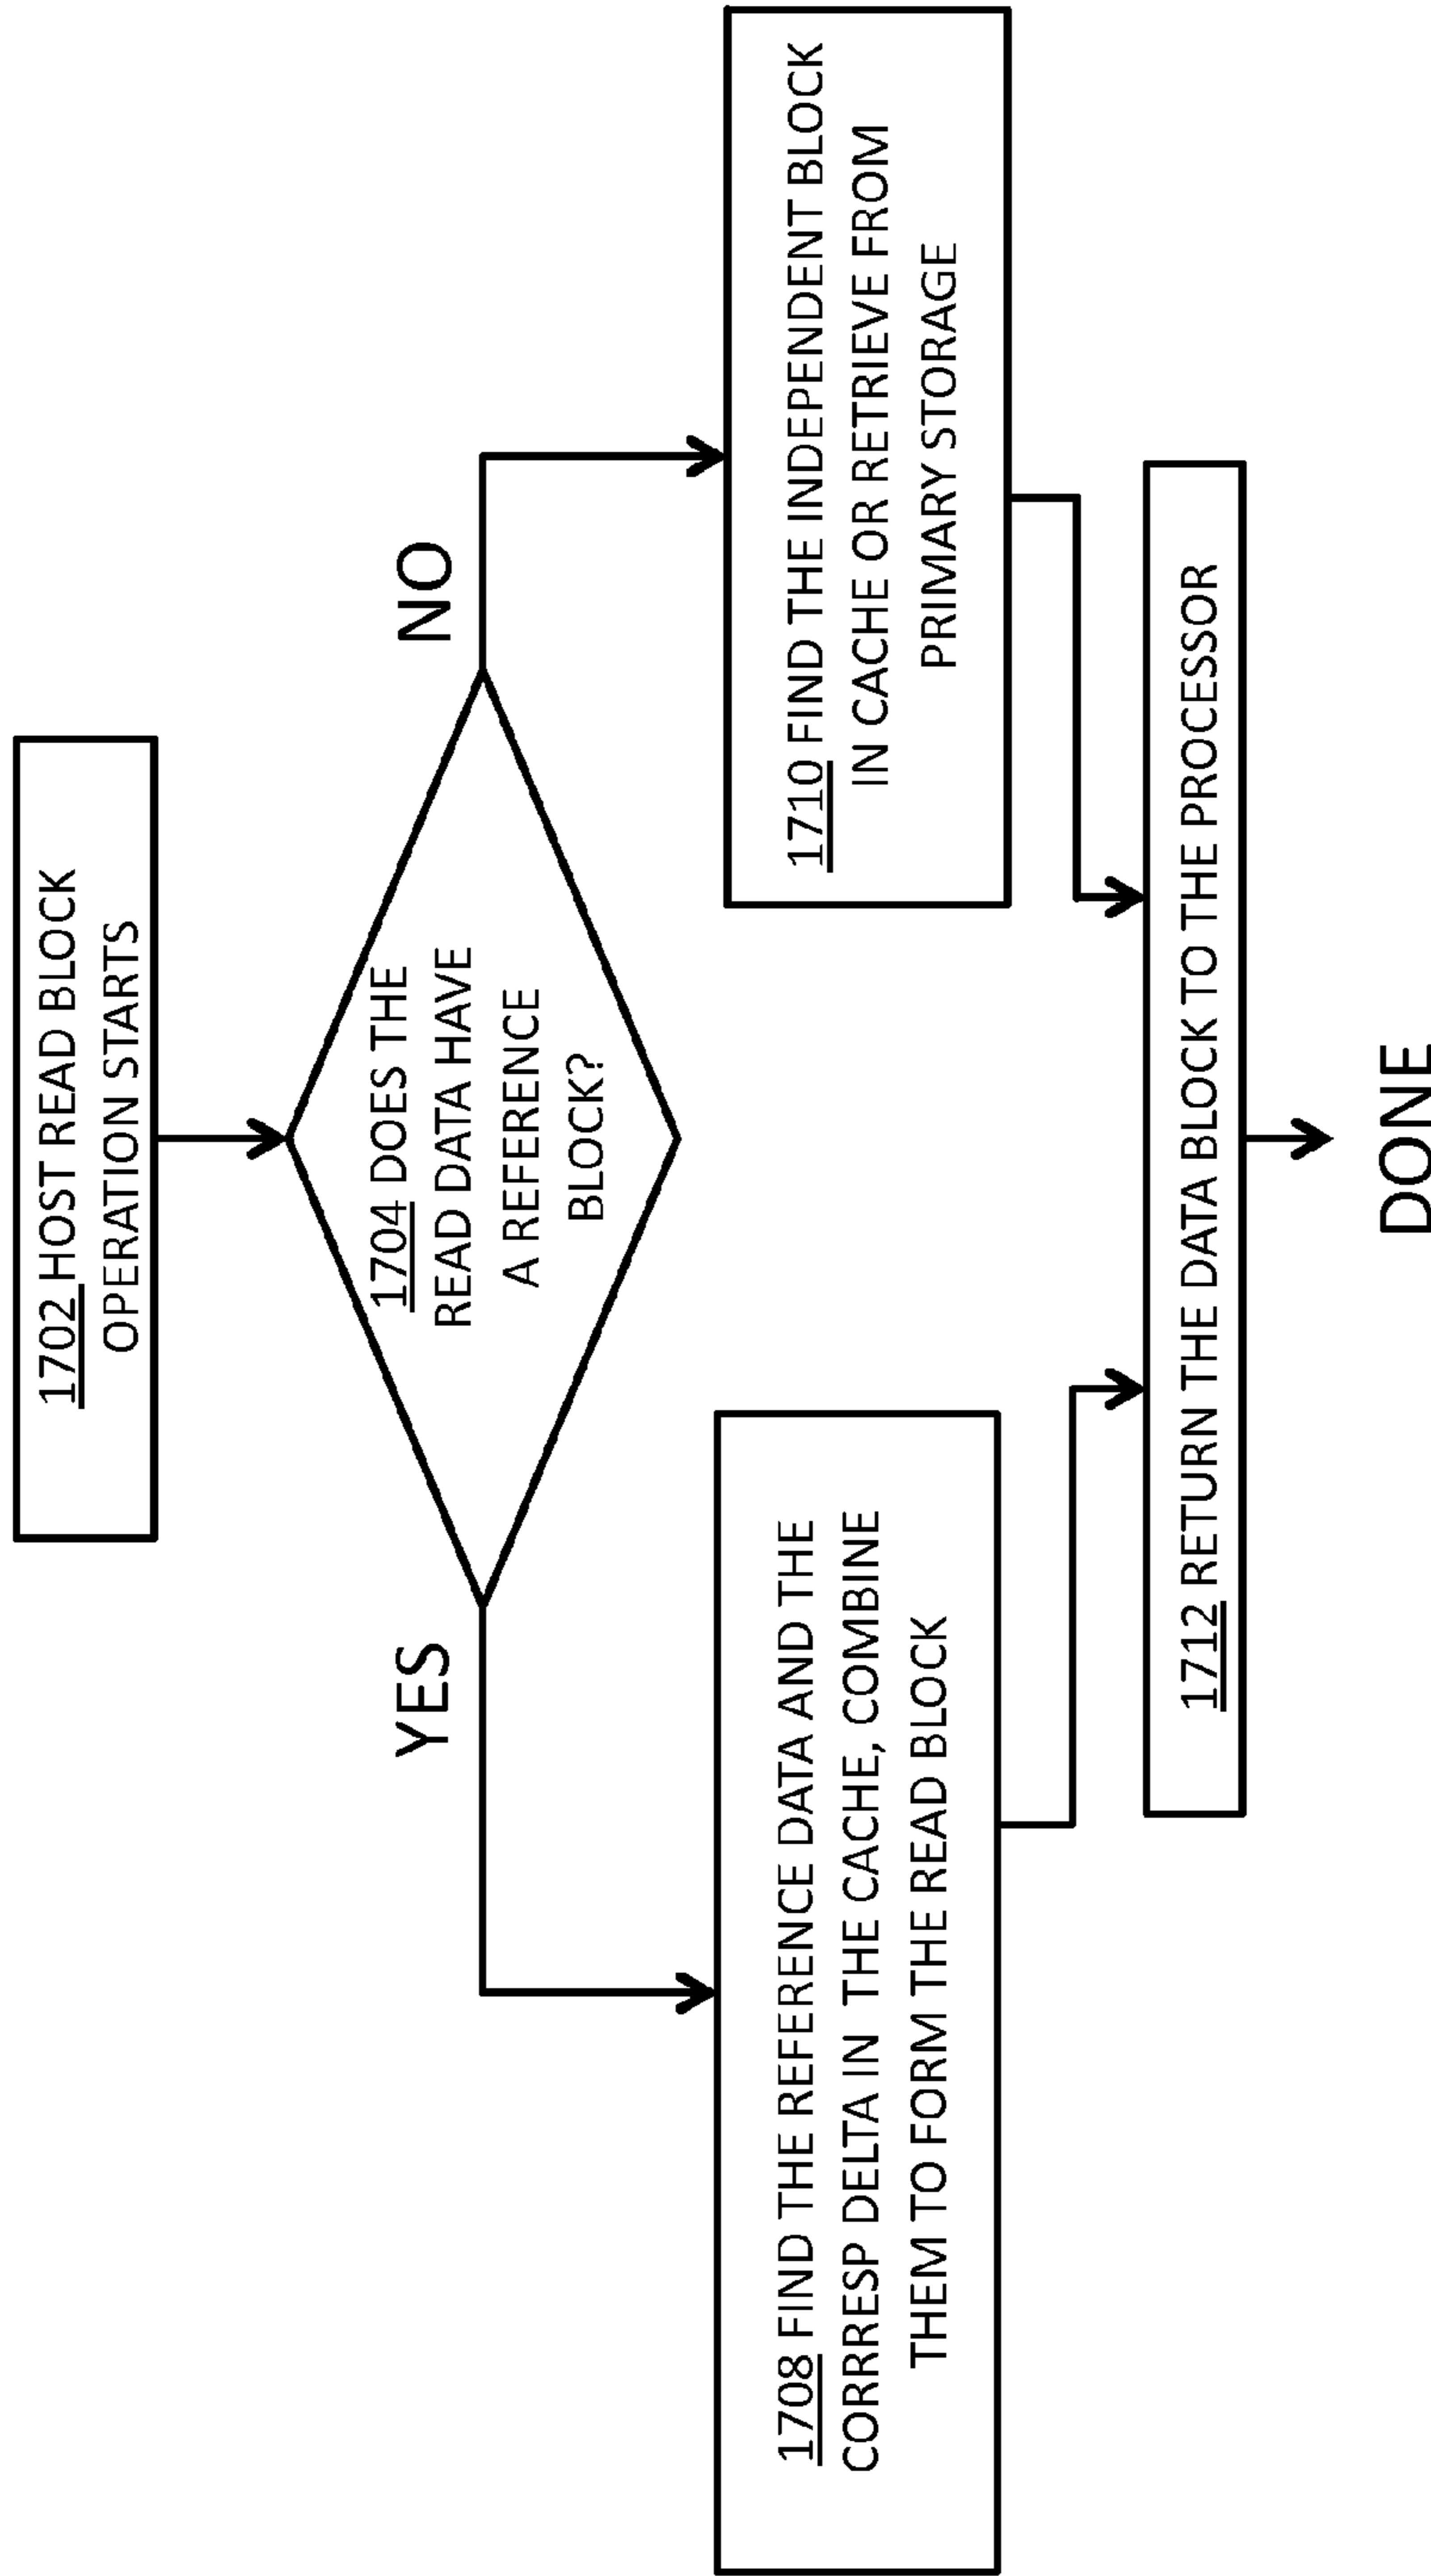 1702 HOST READ BLOCK
OPERATION STARTS
1704 DOES THE
READ DATA HAVE
A REFERENCE
BLOCK?
YES
NO
1708 FIND THE REFERENCE DATA AND THE
CORRRESP DELTA IN THE CACHE, COMBINE
THEM TO FORM THE READ BLOCK
1710 FIND THE INDEPENDENT BLOCK
IN CACHE OR RETRIEVE FROM
PRIMARY STORAGE
1712 RETURN THE DATA BLOCK TO THE PROCESSOR
DONE